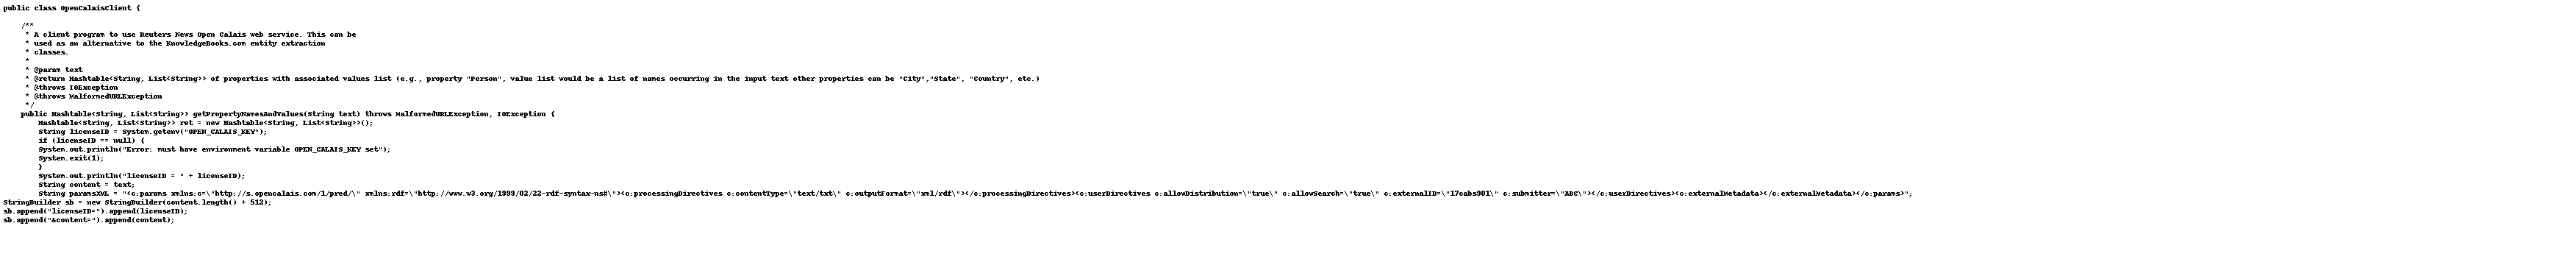 public class OpenCalaisClient {
/**
* A client program to use Reuters News Open Calais web service. This can be
* used as an alternative to the KnowledgeBooks.com entity extraction
* classes.
*
* @param text
* @return Hashtable<String, List<String>> of properties with associated values list (e.g., property "Person", value list would be a list of names occurring in the input text other properties can be "City","State", "Country", etc.)
* @throws IOException
* @throws MalformedURLException
*/
public Hashtable<String, List<String>> getPropertyNamesAndValues(String text) throws MalformedURLException, IOException {
Hashtable<String, List<String>> ret = new Hashtable<String, List<String>>();
String licenseID = System.getenv("OPEN_CALAIS_KEY");
if (licenseID == null) {
System.out.println("Error: must have environment variable OPEN_CALAIS_KEY set");
System.exit(1);
}
System.out.println("licenseID = " + licenseID);
String content = text;
String paramsXML = "<c:params xmlns:c=\"http://s.opencalais.com/1/pred/\" xmlns:rdf=\"http://www.w3.org/1999/02/22-rdf-syntax-ns#\"><c:processingDirectives c:contentType=\"text/txt\" c:outputFormat=\"xml/rdf\"></c:processingDirectives><c:userDirectives c:allowDistribution=\"true\" c:allowSearch=\"true\" c:externalID=\"17cabs901\" c:submitter=\"ABC\"></c:userDirectives><c:externalMetadata></c:externalMetadata></c:params>";
StringBuilder sb = new StringBuilder(content.length() + 512);
sb.append("licenseID=").append(licenseID);
sb.append("&content=").append(content);